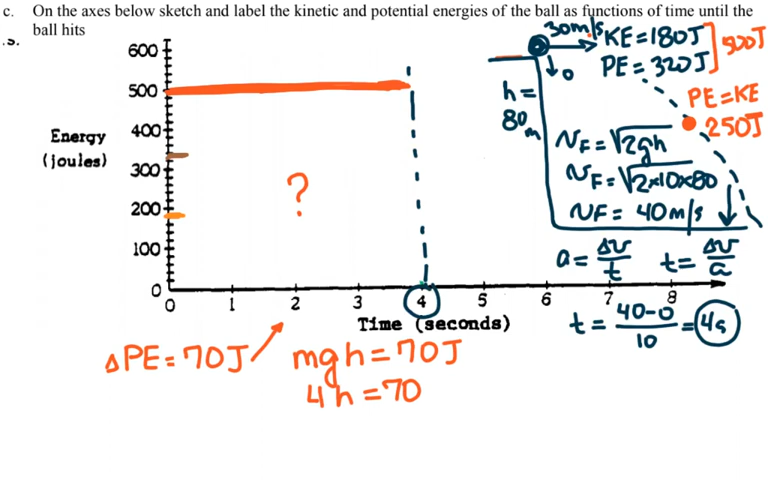 c. On the axes below sketch and label the kinetic and potential energies of the ball as functions of time until the
ball hits
.s.
30m/s KE=180J
PE=320J
500J
↓0
h=
80m
PE=KE
250J
VF=√2gh
VF=√2×10×80
VF= 40m/s
a=Δv/t t=Δv/a
t=40-0/10=4s
600
500
400
300
200
100
0
Energy
(joules)
?
0 1 2 3 4 5 6 7 8
Time (seconds)
ΔPE=70J
mgh=70J
4h=70